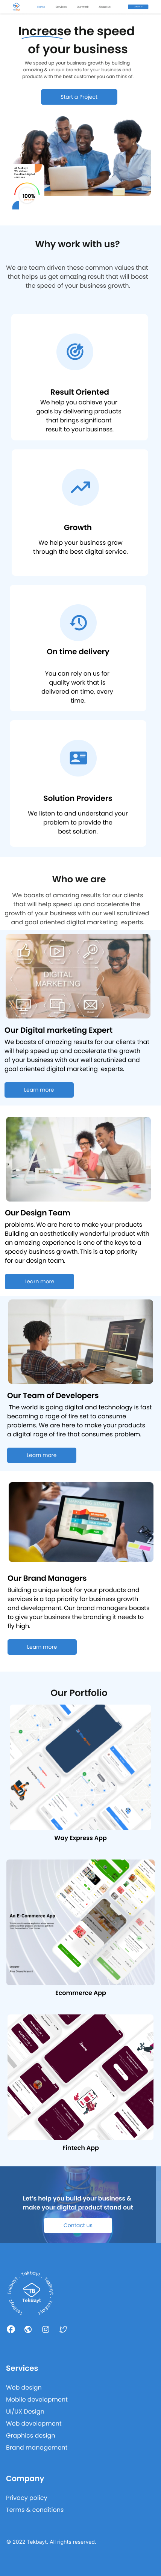 Home Services Our work About us
Increase the speed
of your business
We speed up your business growth by building
amazing & unique brands for your business and
products with the best customer you can think of.
Start a Project
100%
Why work with us?
We are team driven these common values that
that helps us get amazing result that will boost
the speed of your business growth.
Result Oriented
We help you achieve your
goals by delivering products
that brings significant
result to your business.
Growth
We help your business grow
through the best digital service.
On time delivery
You can rely on us for
quality work that is
delivered on time, every
time.
Solution Providers
We listen to and understand your
problem to provide the
best solution.
Who we are
We boasts of amazing results for our clients
that will help speed up and accelerate the
growth of your business with our well scrutinized
and goal oriented digital marketing experts.
DIGITAL
MARKETING
Our Digital marketing Expert
We boasts of amazing results for our clients that
will help speed up and accelerate the growth
of your business with our well scrutinized and
goal oriented digital marketing experts.
Learn more
Our Design Team
problems. We are here to make your products
Building an aesthetically wonderful product with
an amazing experience is one of the keys to a
speedy business growth. This is a top priority
for our design team.
Learn more
Our Team of Developers
The world is going digital and technology is fast
becoming a rage of fire set to consume
problems. We are here to make your products
a digital rage of fire that consumes problem.
Learn more
Our Brand Managers
Building a unique look for your products and
services is a top priority for business growth
and development. Our brand managers boasts
to give your business the branding it needs to
fly high.
Learn more
Our Portfolio
Way Express App
An E-Commerce App
Ecommerce App
Fintech App
Let's help you build your business &
make your digital product stand out
Contact us
Tekbayt
Tekbayt
Tekbayt
Tekbayt
Tekbayt
TB
TekBayt
Services
Web design
Mobile development
UI/UX Design
Web development
Graphics design
Brand management
Company
Privacy policy
Terms & conditions
© 2022 Tekbayt. All rights reserved.